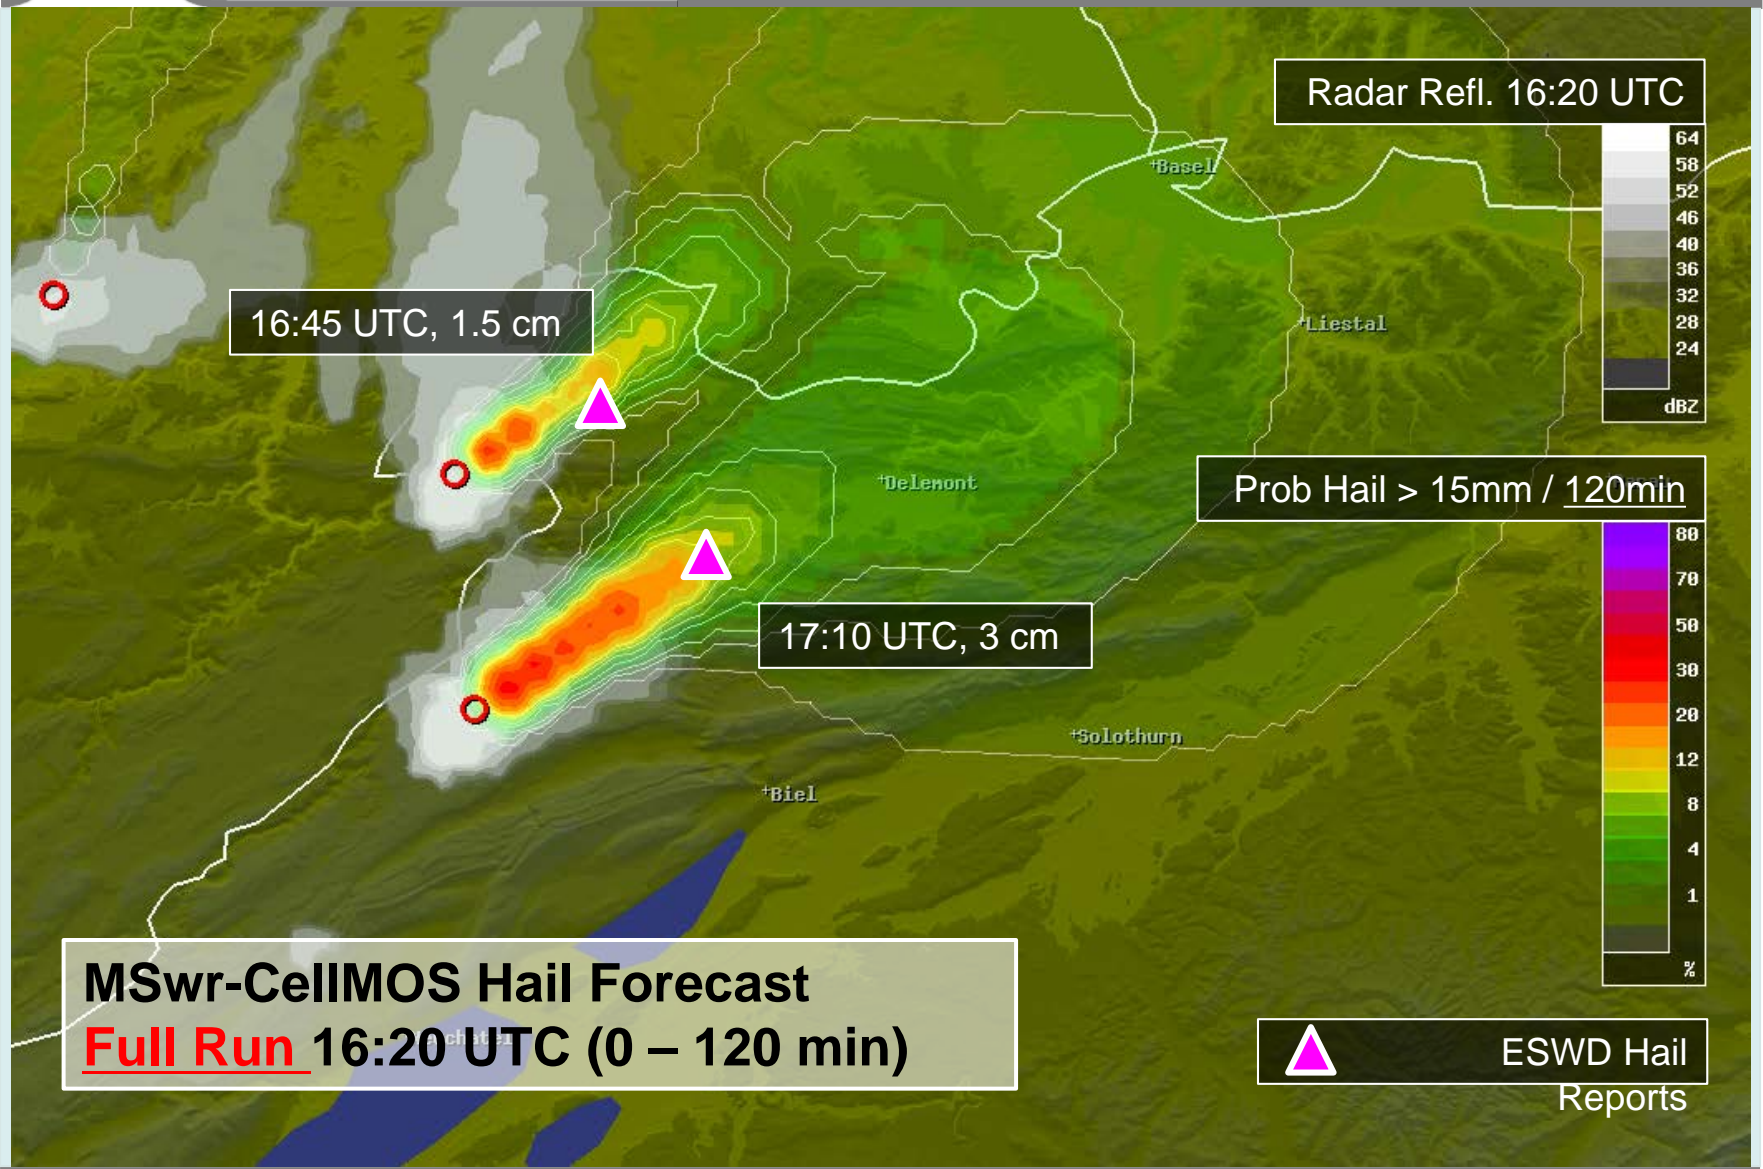 Radar Refl. 16:20 UTC
64
58
52
46
40
36
32
28
24
dBZ
+Basel
16:45 UTC, 1.5 cm
+Liestal
+Delemont
Prob Hail > 15mm / 120min
80
70
50
30
20
12
8
4
1
%
17:10 UTC, 3 cm
+Solothurn
+Biel
MSwr-CellMOS Hail Forecast
Full Run 16:20 UTC (0 – 120 min)
ESWD Hail
Reports